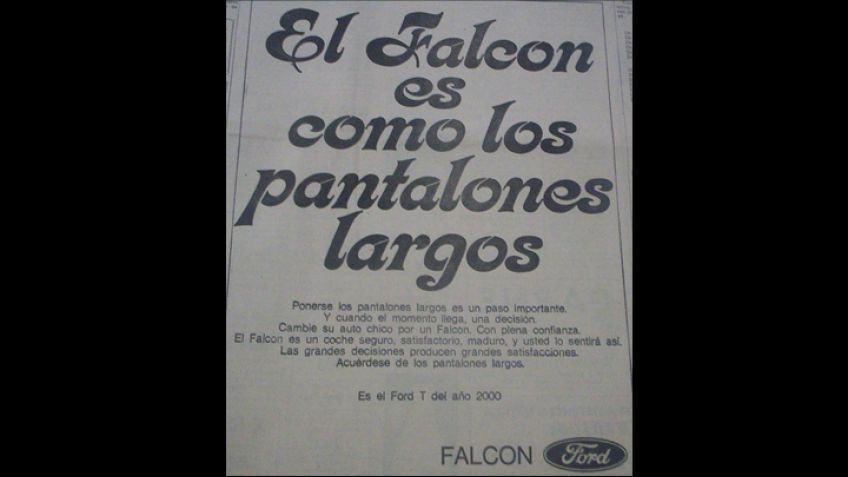 El Falcon
es
como los
pantalones
largos
Ponerse los pantalones largos es un paso importante.
Y cuando el momento llega, una decisión.
Cambie su auto chico por un Falcon. Con plena confianza.
El Falcon es un coche seguro, satisfactorio, maduro, y usted lo sentirá así.
Las grandes decisiones producen grandes satisfacciones.
Acuérdese de los pantalones largos.
Es el Ford T del año 2000
FALCON Ford